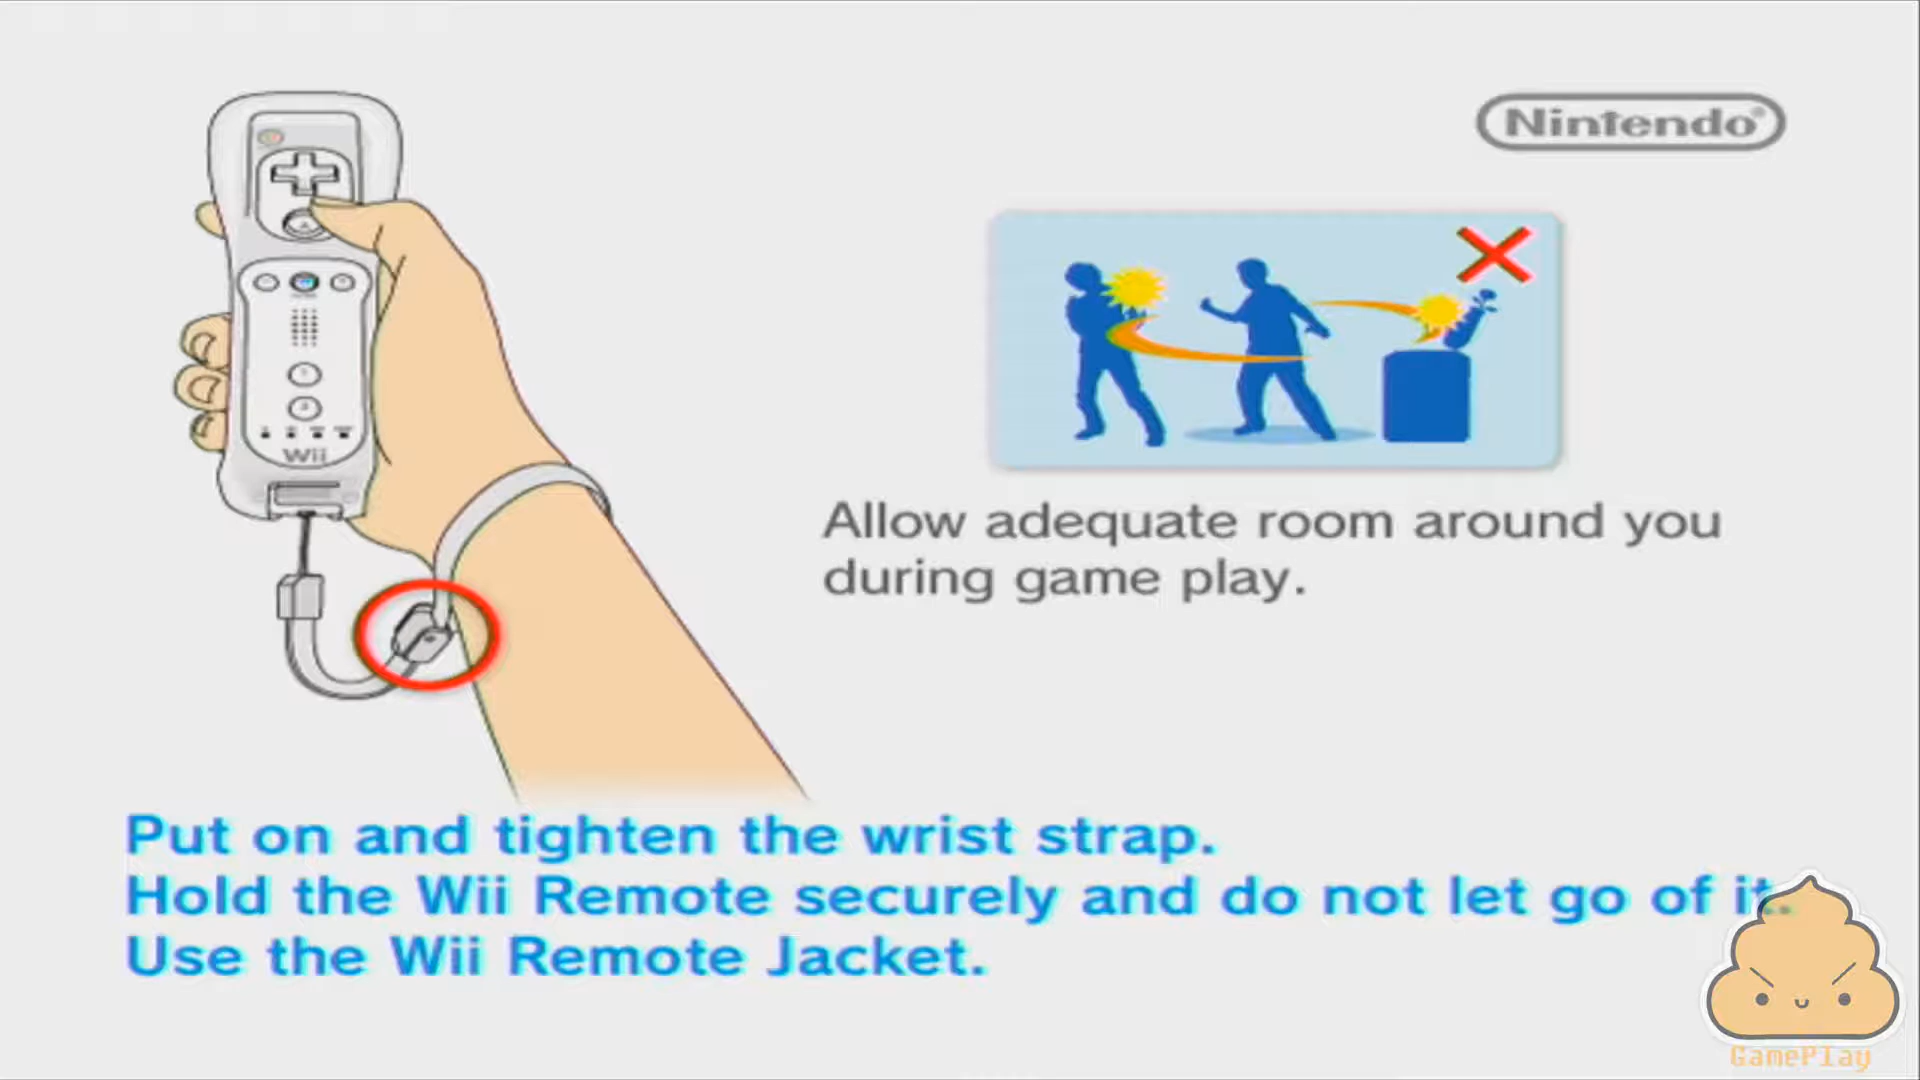 Nintendo®
Wii
Allow adequate room around you
during game play.
Put on and tighten the wrist strap.
Hold the Wii Remote securely and do not let go of it.
Use the Wii Remote Jacket.
GamePlay